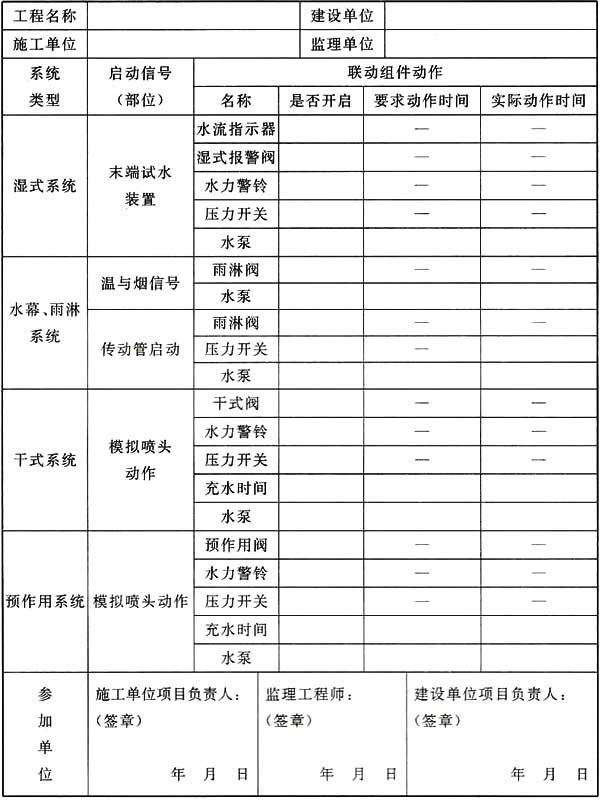 工程名称 建设单位
施工单位 监理单位
系统类型 启动信号(部位) 联动组件动作
名称 是否开启 要求动作时间 实际动作时间
湿式系统 末端试水装置 水流指示器 — —
湿式报警阀 — —
水力警铃 — —
压力开关 — —
水泵
水幕、雨淋系统 温与烟信号 雨淋阀 — —
水泵
传动管启动 雨淋阀 — —
压力开关 —
水泵
干式系统 模拟喷头动作 干式阀 — —
水力警铃 — —
压力开关 — —
充水时间
水泵
预作用系统 模拟喷头动作 预作用阀 — —
水力警铃 — —
压力开关 — —
充水时间
水泵
参加单位 施工单位项目负责人: 监理工程师: 建设单位项目负责人:
(签章) (签章) (签章)
年 月 日 年 月 日 年 月 日